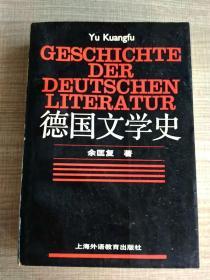 Yu Kuangfu
GESCHICHTE
DER
DEUTSCHEN
LITERATUR
德国文学史
余匡复 著
上海外语教育出版社